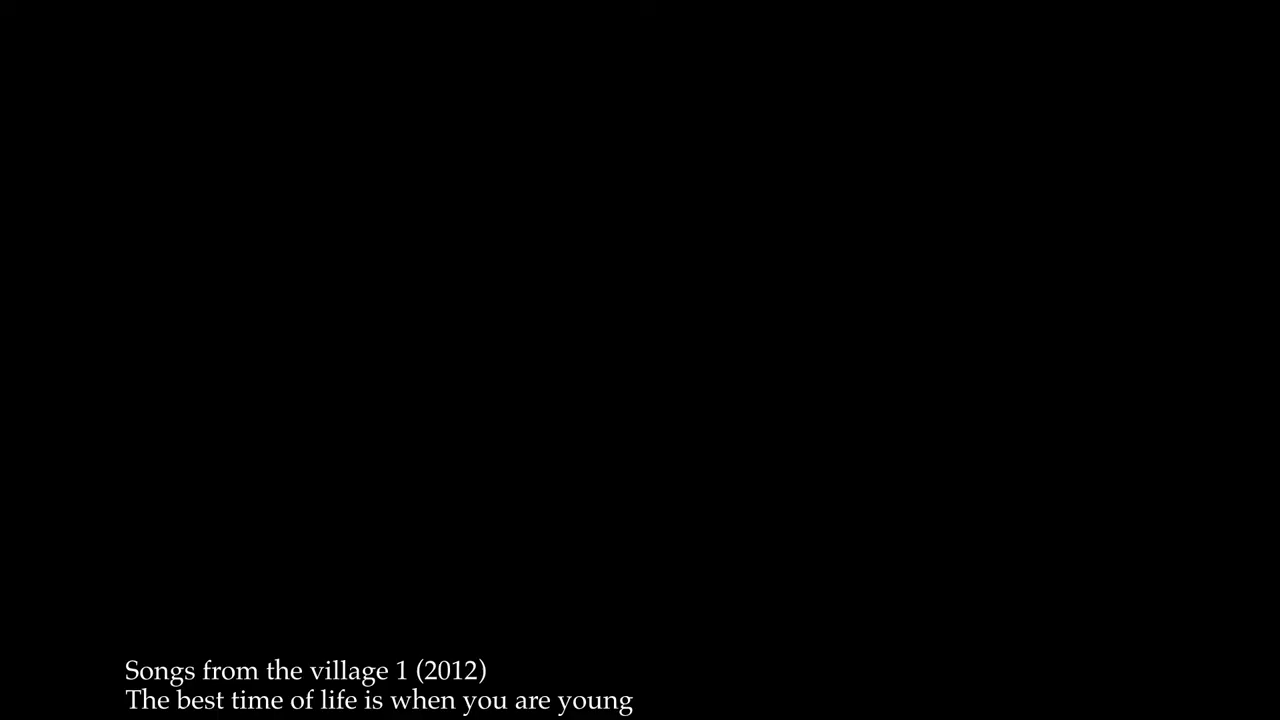 Songs from the village 1 (2012)
The best time of life is when you are young